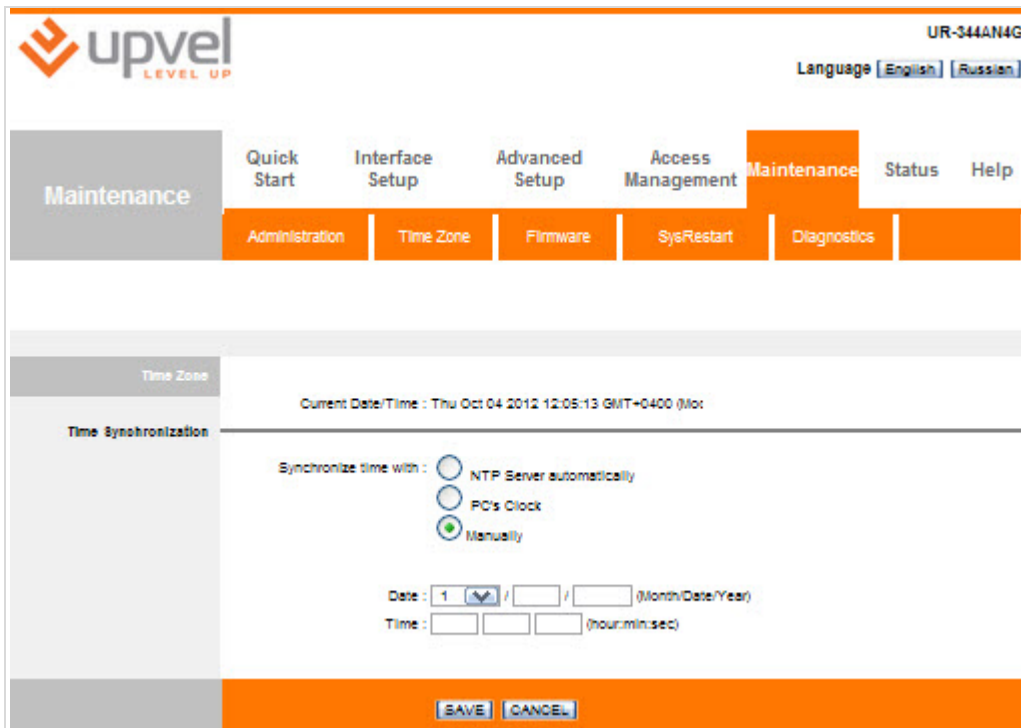 upvel
LEVEL UP
UR-344AN4G
Language English Russian
Maintenance
Quick Start
Interface Setup
Advanced Setup
Access Management
Maintenance
Status
Help
Administration
Time Zone
Firmware
SysRestart
Diagnostics
Time Zone
Current Date/Time : Thu Oct 04 2012 12:05:13 GMT+0400 (Mos
Time Synchronization
Synchronize time with :
NTP Server automatically
PC's Clock
Manually
Date : 1 / / (Month/Date/Year)
Time : (hour:min:sec)
SAVE CANCEL